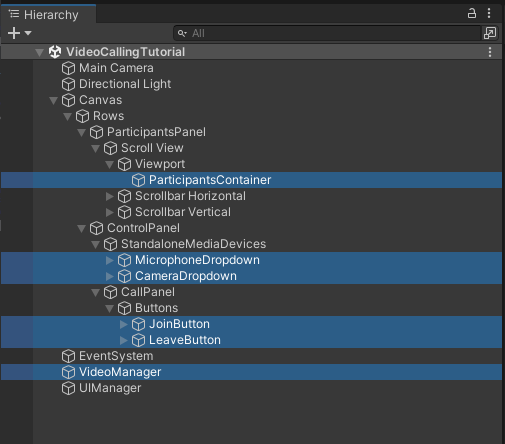 Hierarchy
All
VideoCallingTutorial
Main Camera
Directional Light
Canvas
Rows
ParticipantsPanel
Scroll View
Viewport
ParticipantsContainer
Scrollbar Horizontal
Scrollbar Vertical
ControlPanel
StandaloneMediaDevices
MicrophoneDropdown
CameraDropdown
CallPanel
Buttons
JoinButton
LeaveButton
EventSystem
VideoManager
UIManager